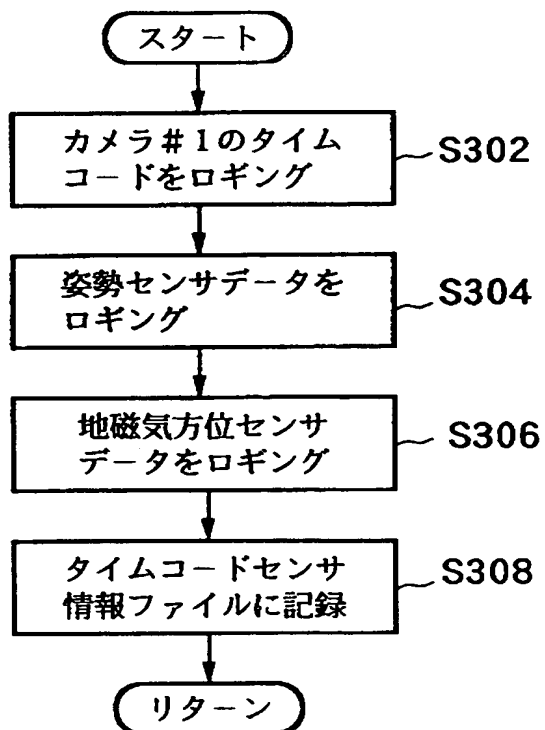 スタート
カメラ#1のタイム
コードをロギング
S302
姿勢センサデータを
ロギング
S304
地磁気方位センサ
データをロギング
S306
タイムコードセンサ
情報ファイルに記録
S308
リターン